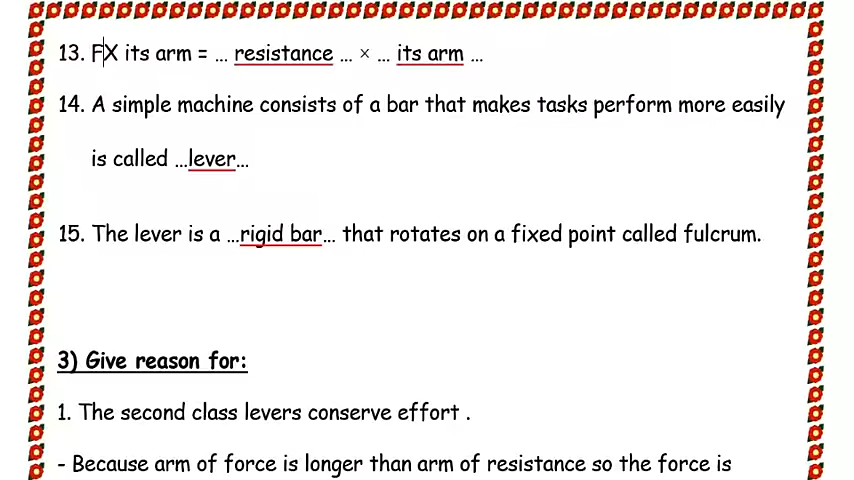 13. FX its arm = ... resistance ... × ... its arm ...
14. A simple machine consists of a bar that makes tasks perform more easily
is called ...lever...
15. The lever is a ...rigid bar... that rotates on a fixed point called fulcrum.
3) Give reason for:
1. The second class levers conserve effort .
- Because arm of force is longer than arm of resistance so the force is